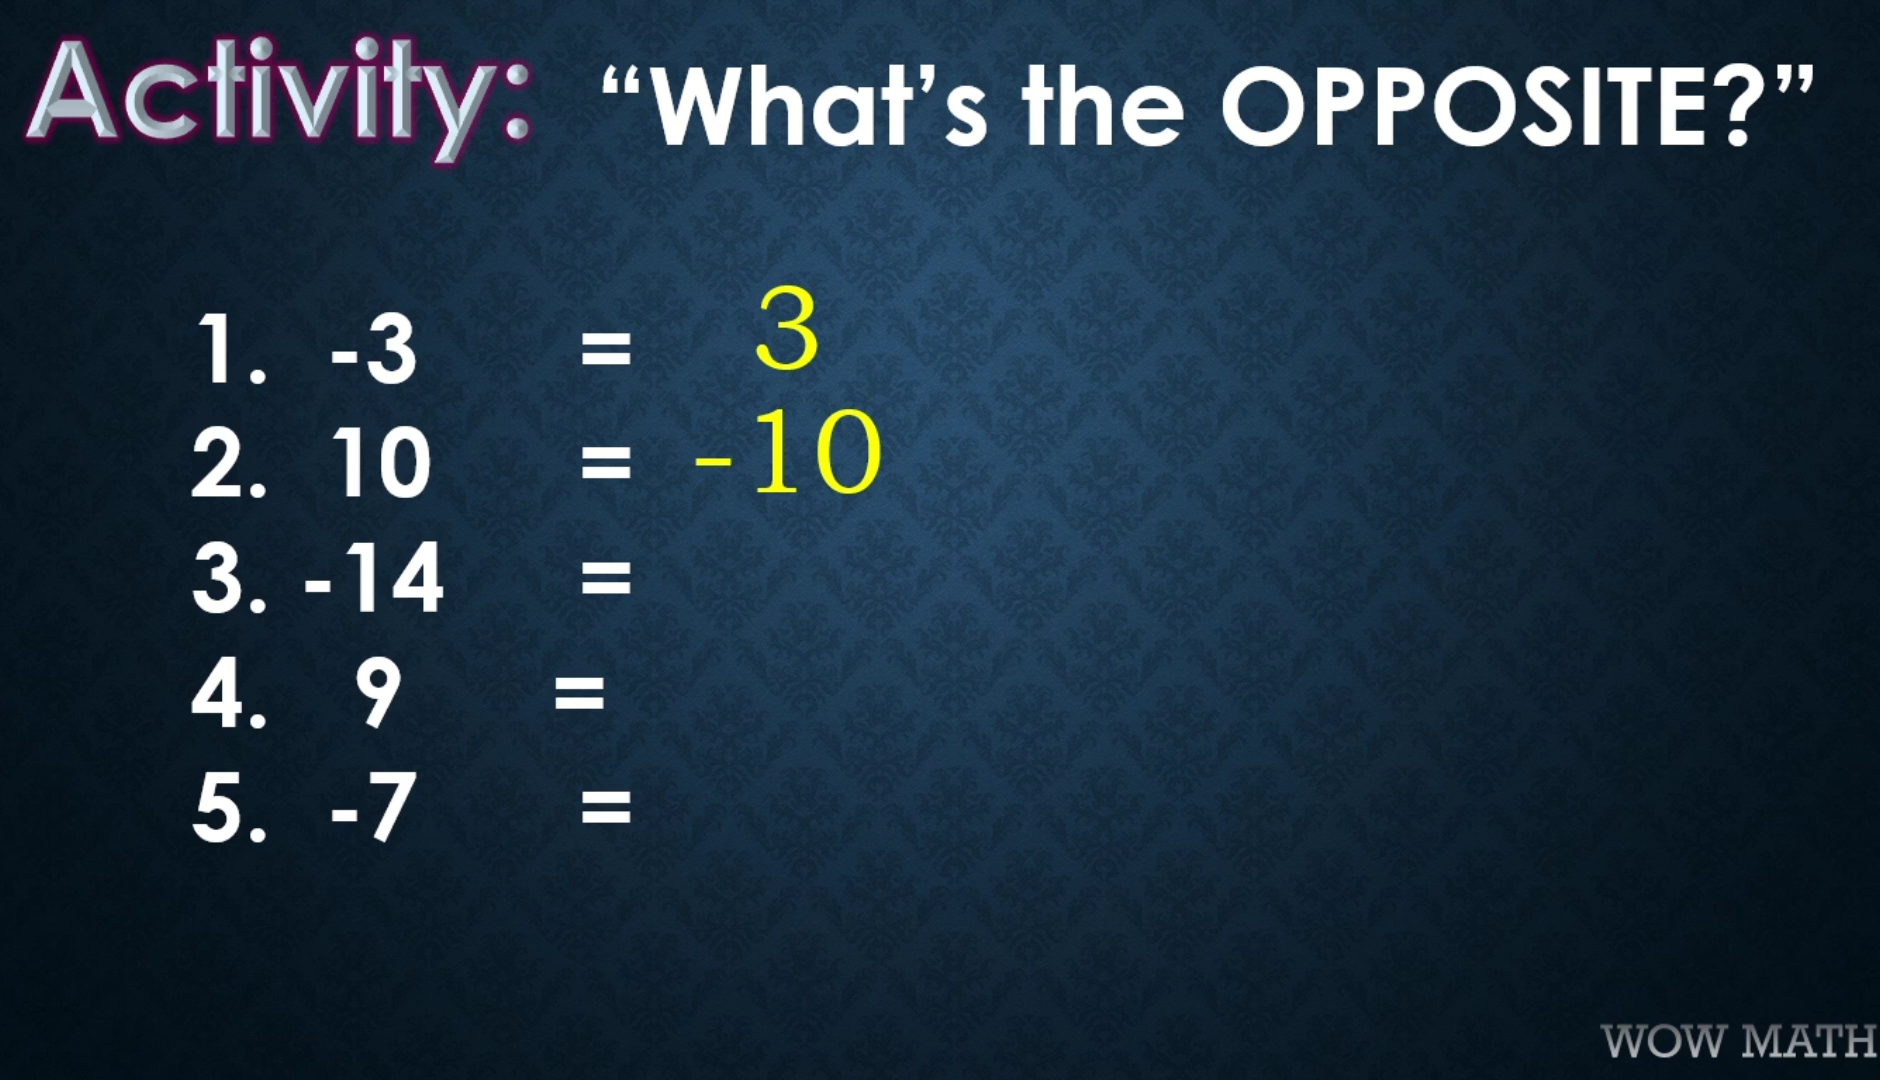 Activity: “What’s the OPPOSITE?”
1. -3 = 3
2. 10 = -10
3. -14 =
4. 9 =
5. -7 =
WOW MATH